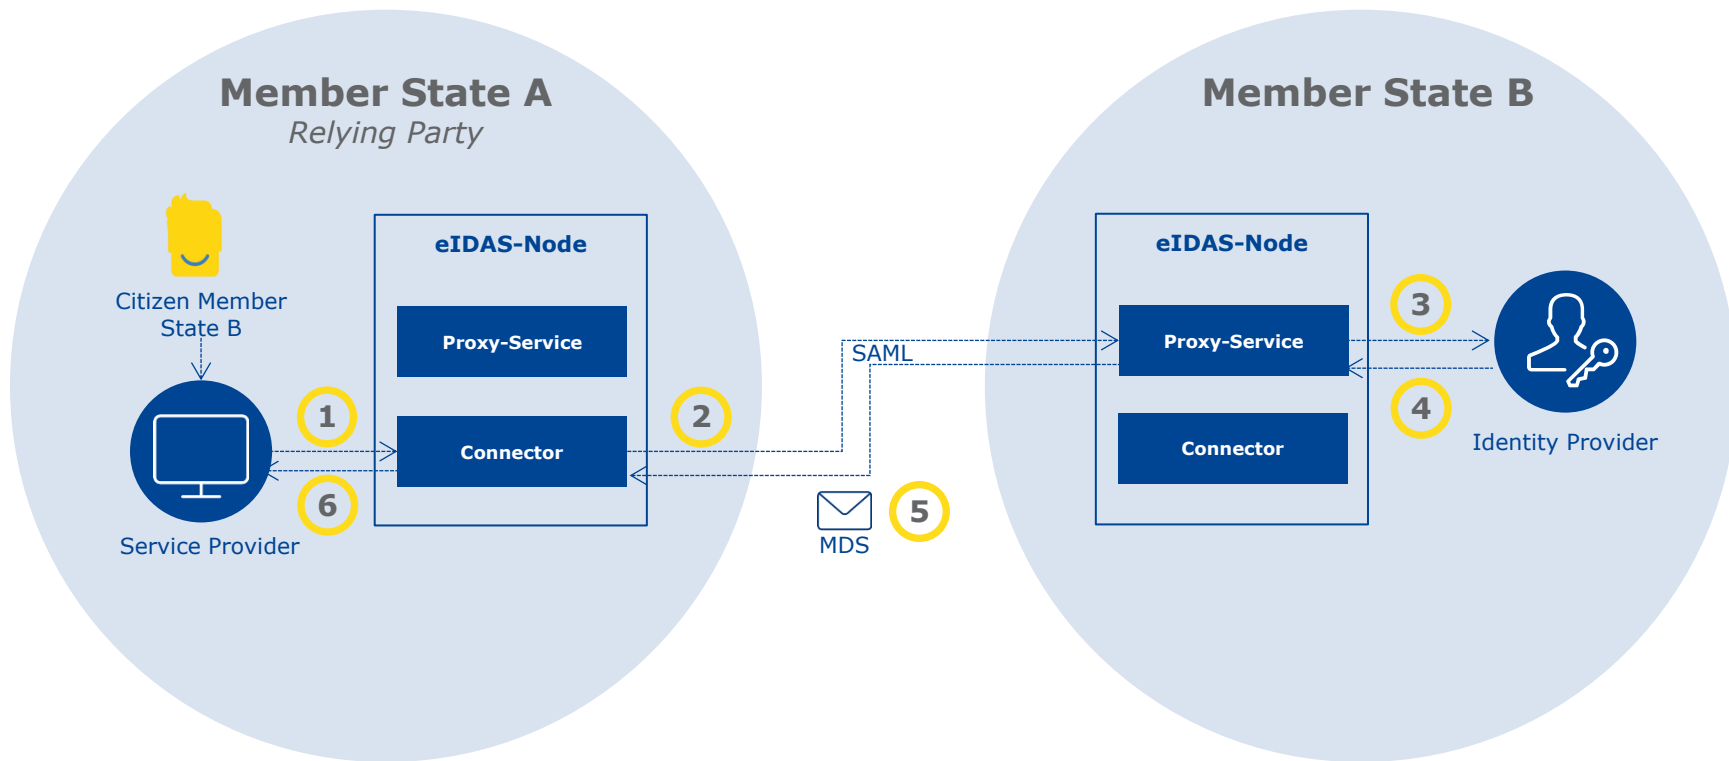 Member State A
Relying Party
Citizen Member
State B
Service Provider
eIDAS-Node
Proxy-Service
Connector
1
6
2
SAML
MDS
5
Member State B
eIDAS-Node
Proxy-Service
Connector
3
4
Identity Provider